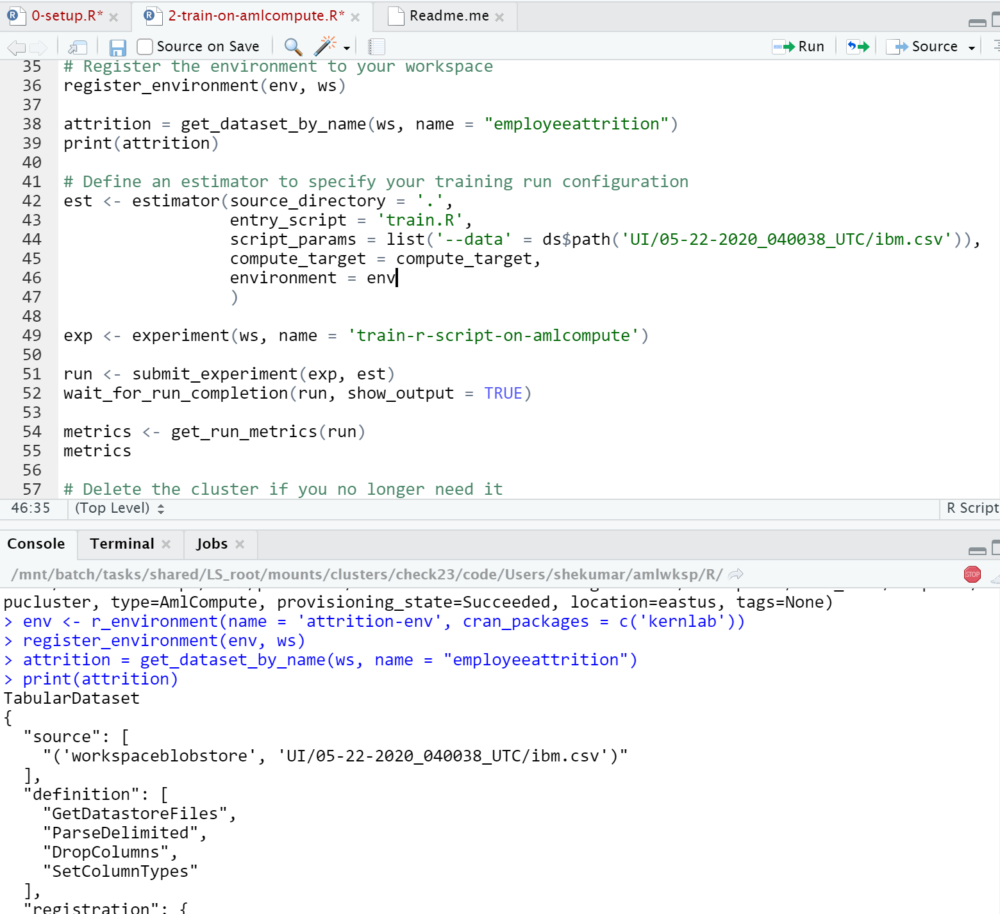 0-setup.R* 2-train-on-amlcompute.R* Readme.me
Source on Save Run Source
35 # Register the environment to your workspace
36 register_environment(env, ws)
37
38 attrition = get_dataset_by_name(ws, name = "employeeattrition")
39 print(attrition)
40
41 # Define an estimator to specify your training run configuration
42 est <- estimator(source_directory = '.',
43 entry_script = 'train.R',
44 script_params = list('--data' = ds$path('UI/05-22-2020_040038_UTC/ibm.csv')),
45 compute_target = compute_target,
46 environment = env
47 )
48
49 exp <- experiment(ws, name = 'train-r-script-on-amlcompute')
50
51 run <- submit_experiment(exp, est)
52 wait_for_run_completion(run, show_output = TRUE)
53
54 metrics <- get_run_metrics(run)
55 metrics
56
57 # Delete the cluster if you no longer need it
46:35 (Top Level) R Script
Console Terminal Jobs
/mnt/batch/tasks/shared/LS_root/mounts/clusters/check23/code/Users/shekumar/amlwksp/R/ STOP
pucluster, type=AmlCompute, provisioning_state=Succeeded, location=eastus, tags=None)
> env <- r_environment(name = 'attrition-env', cran_packages = c('kernlab'))
> register_environment(env, ws)
> attrition = get_dataset_by_name(ws, name = "employeeattrition")
> print(attrition)
TabularDataset
{
"source": [
"('workspaceblobstore', 'UI/05-22-2020_040038_UTC/ibm.csv')"
],
"definition": [
"GetDatastoreFiles",
"ParseDelimited",
"DropColumns",
"SetColumnTypes"
],
"registration": {